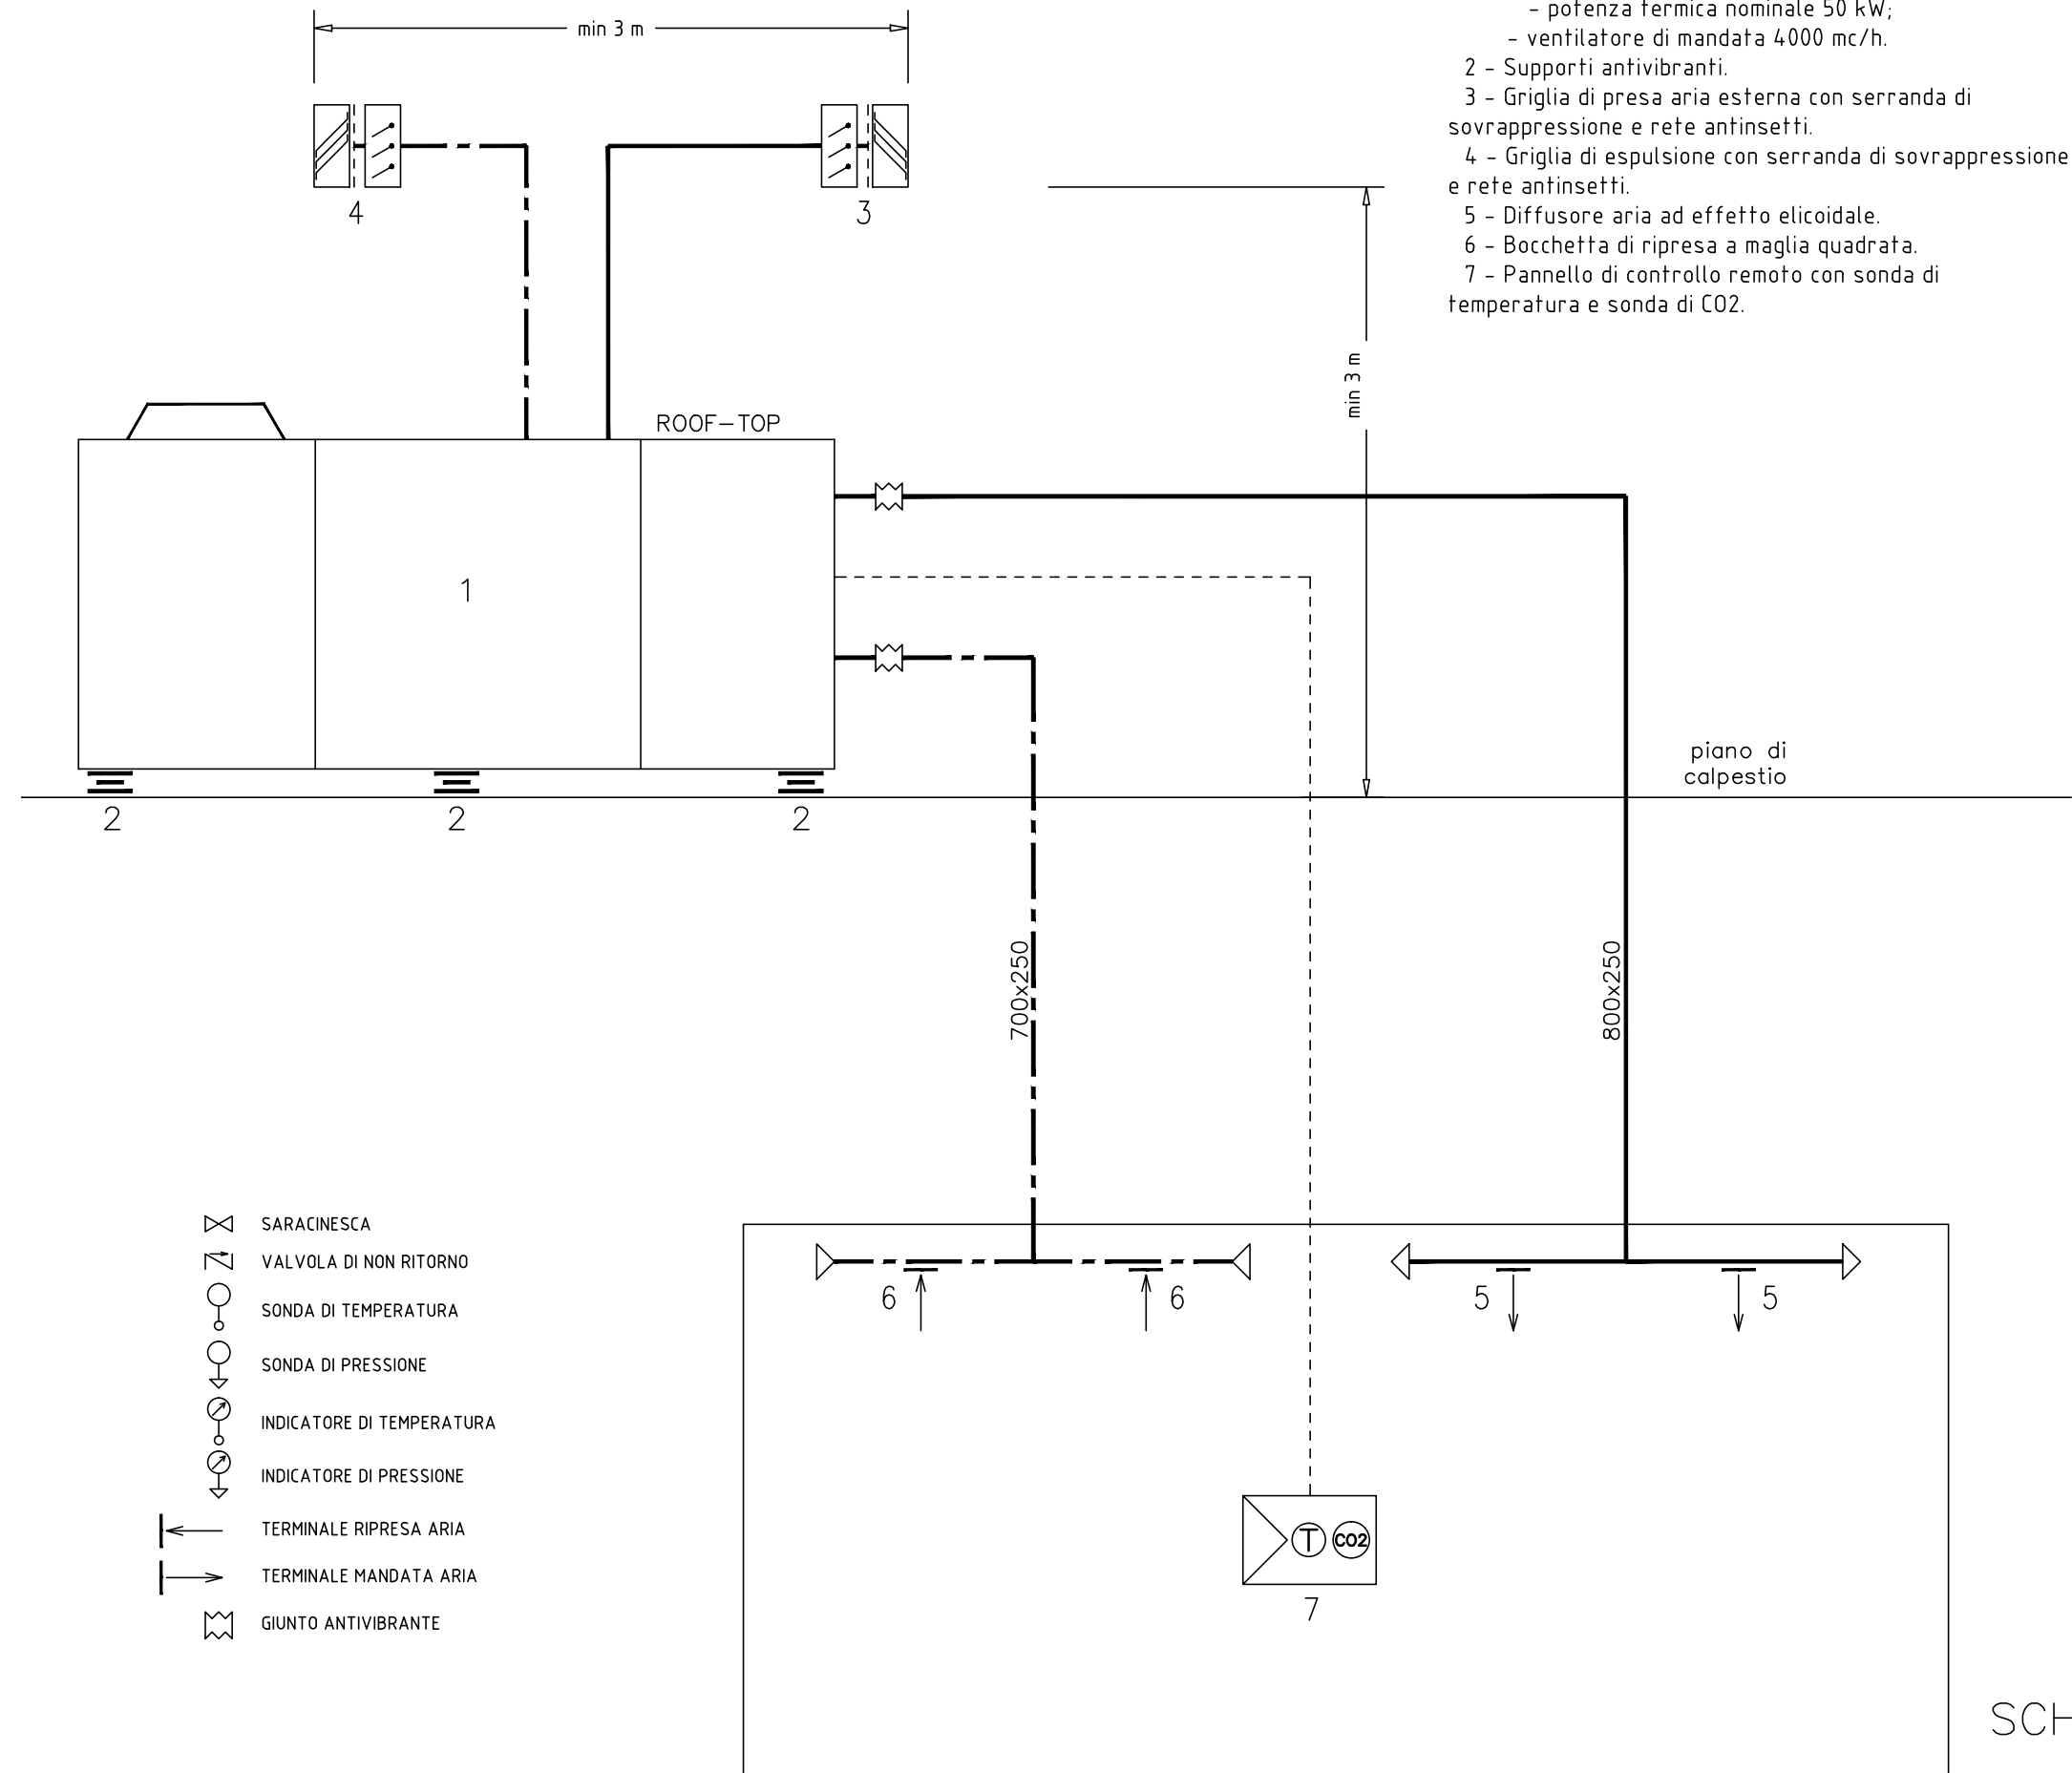 - potenza termica nominale 50 kW;
- ventilatore di mandata 4000 mc/h.
2 - Supporti antivibranti.
3 - Griglia di presa aria esterna con serranda di
sovrappressione e rete antinsetti.
4 - Griglia di espulsione con serranda di sovrappressione
e rete antinsetti.
5 - Diffusore aria ad effetto elicoidale.
6 - Bocchetta di ripresa a maglia quadrata.
7 - Pannello di controllo remoto con sonda di
temperatura e sonda di CO2.
min 3 m
4
3
min 3 m
ROOF-TOP
1
piano di
calpestio
2
2
2
700x250
800x250
6
6
5
5
T
CO2
7
SARACINESCA
VALVOLA DI NON RITORNO
SONDA DI TEMPERATURA
SONDA DI PRESSIONE
INDICATORE DI TEMPERATURA
INDICATORE DI PRESSIONE
TERMINALE RIPRESA ARIA
TERMINALE MANDATA ARIA
GIUNTO ANTIVIBRANTE